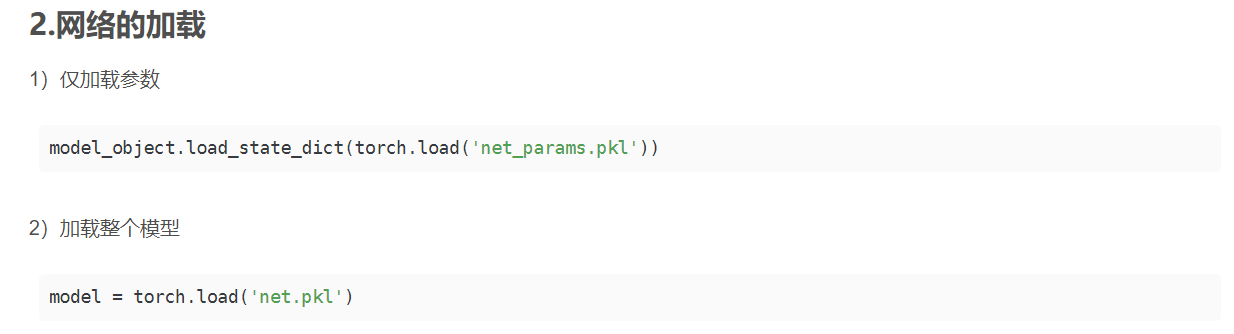 2.网络的加载
1）仅加载参数
model_object.load_state_dict(torch.load('net_params.pkl'))
2）加载整个模型
model = torch.load('net.pkl')